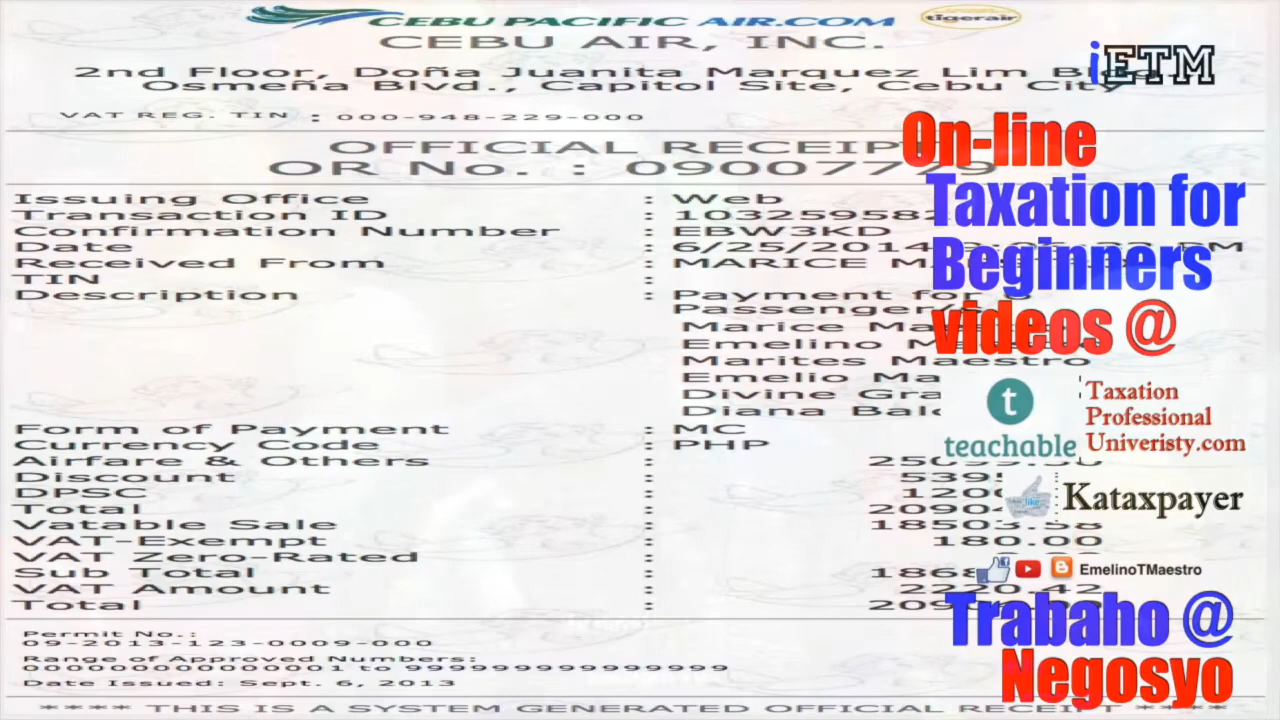 CEBU PACIFIC AIR.COM
tigerair
CEBU AIR, INC.
iETM
2nd Floor, Doña Juanita Marquez Lim
Osmeña Blvd., Capitol Site, Cebu City
VAT REG. TIN : 000-948-229-000
On-line
Taxation for
Beginners
videos @
OFFICIAL RECEIPT
OR No. : 09007779
Issuing Office : Web
Transaction ID :
Confirmation Number : EBW3KD
Date : 6/25/2014
Received From : MARICE
TIN :
Description : Payment for
Passenger
Marice
Emelino
Marites Maestro
Emelio
Divine
Diana
teachable
Taxation
Professional
Univeristy.com
Form of Payment : MC
Currency Code : PHP
Airfare & Others :
Discount :
DPSC :
Total :
Kataxpayer
like
Vatable Sale :
VAT-Exempt : 180.00
VAT Zero-Rated :
Sub Total :
EmelinoTMaestro
VAT Amount : 2220.42
Total :
Trabaho @
Negosyo
Permit No.:
09-2013-123-0009-000
Range of Approved Numbers:
Date Issued: Sept. 6, 2013
**** THIS IS A SYSTEM GENERATED OFFICIAL RECEIPT ****